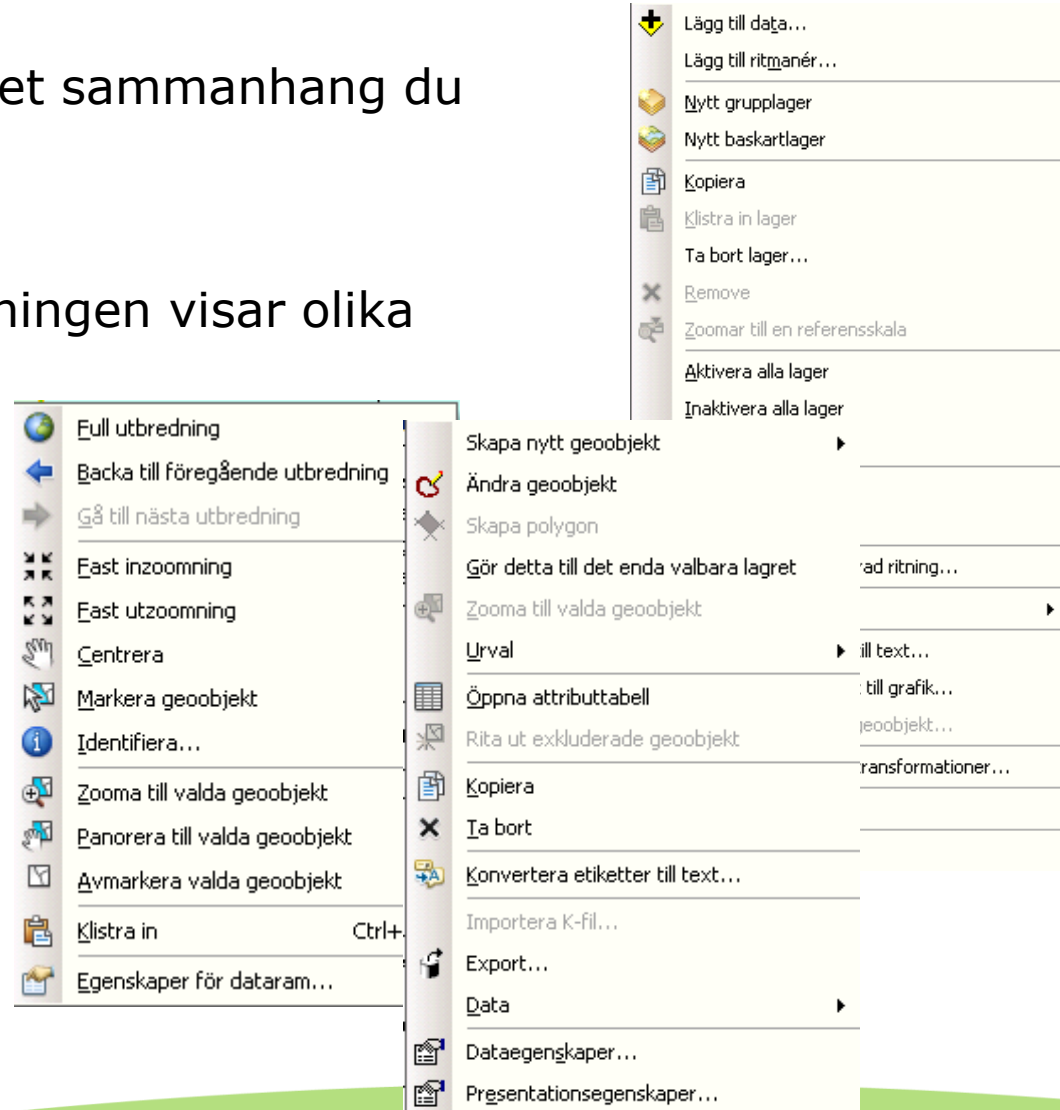 et sammanhang du
ningen visar olika
Lägg till data...
Lägg till ritmanér...
Nytt grupplager
Nytt baskartlager
Kopiera
Klistra in lager
Ta bort lager...
Remove
Zoomar till en referensskala
Aktivera alla lager
Inaktivera alla lager
rad ritning...
ill text...
till grafik...
geoobjekt...
ransformationer...
Full utbredning
Backa till föregående utbredning
Gå till nästa utbredning
Fast inzoomning
Fast utzoomning
Centrera
Markera geoobjekt
Identifiera...
Zooma till valda geoobjekt
Panorera till valda geoobjekt
Avmarkera valda geoobjekt
Klistra in Ctrl+
Egenskaper för dataram...
Skapa nytt geoobjekt
Ändra geoobjekt
Skapa polygon
Gör detta till det enda valbara lagret
Zooma till valda geoobjekt
Urval
Öppna attributtabell
Rita ut exkluderade geoobjekt
Kopiera
Ta bort
Konvertera etiketter till text...
Importera K-fil...
Export...
Data
Dataegenskaper...
Presentationsegenskaper...